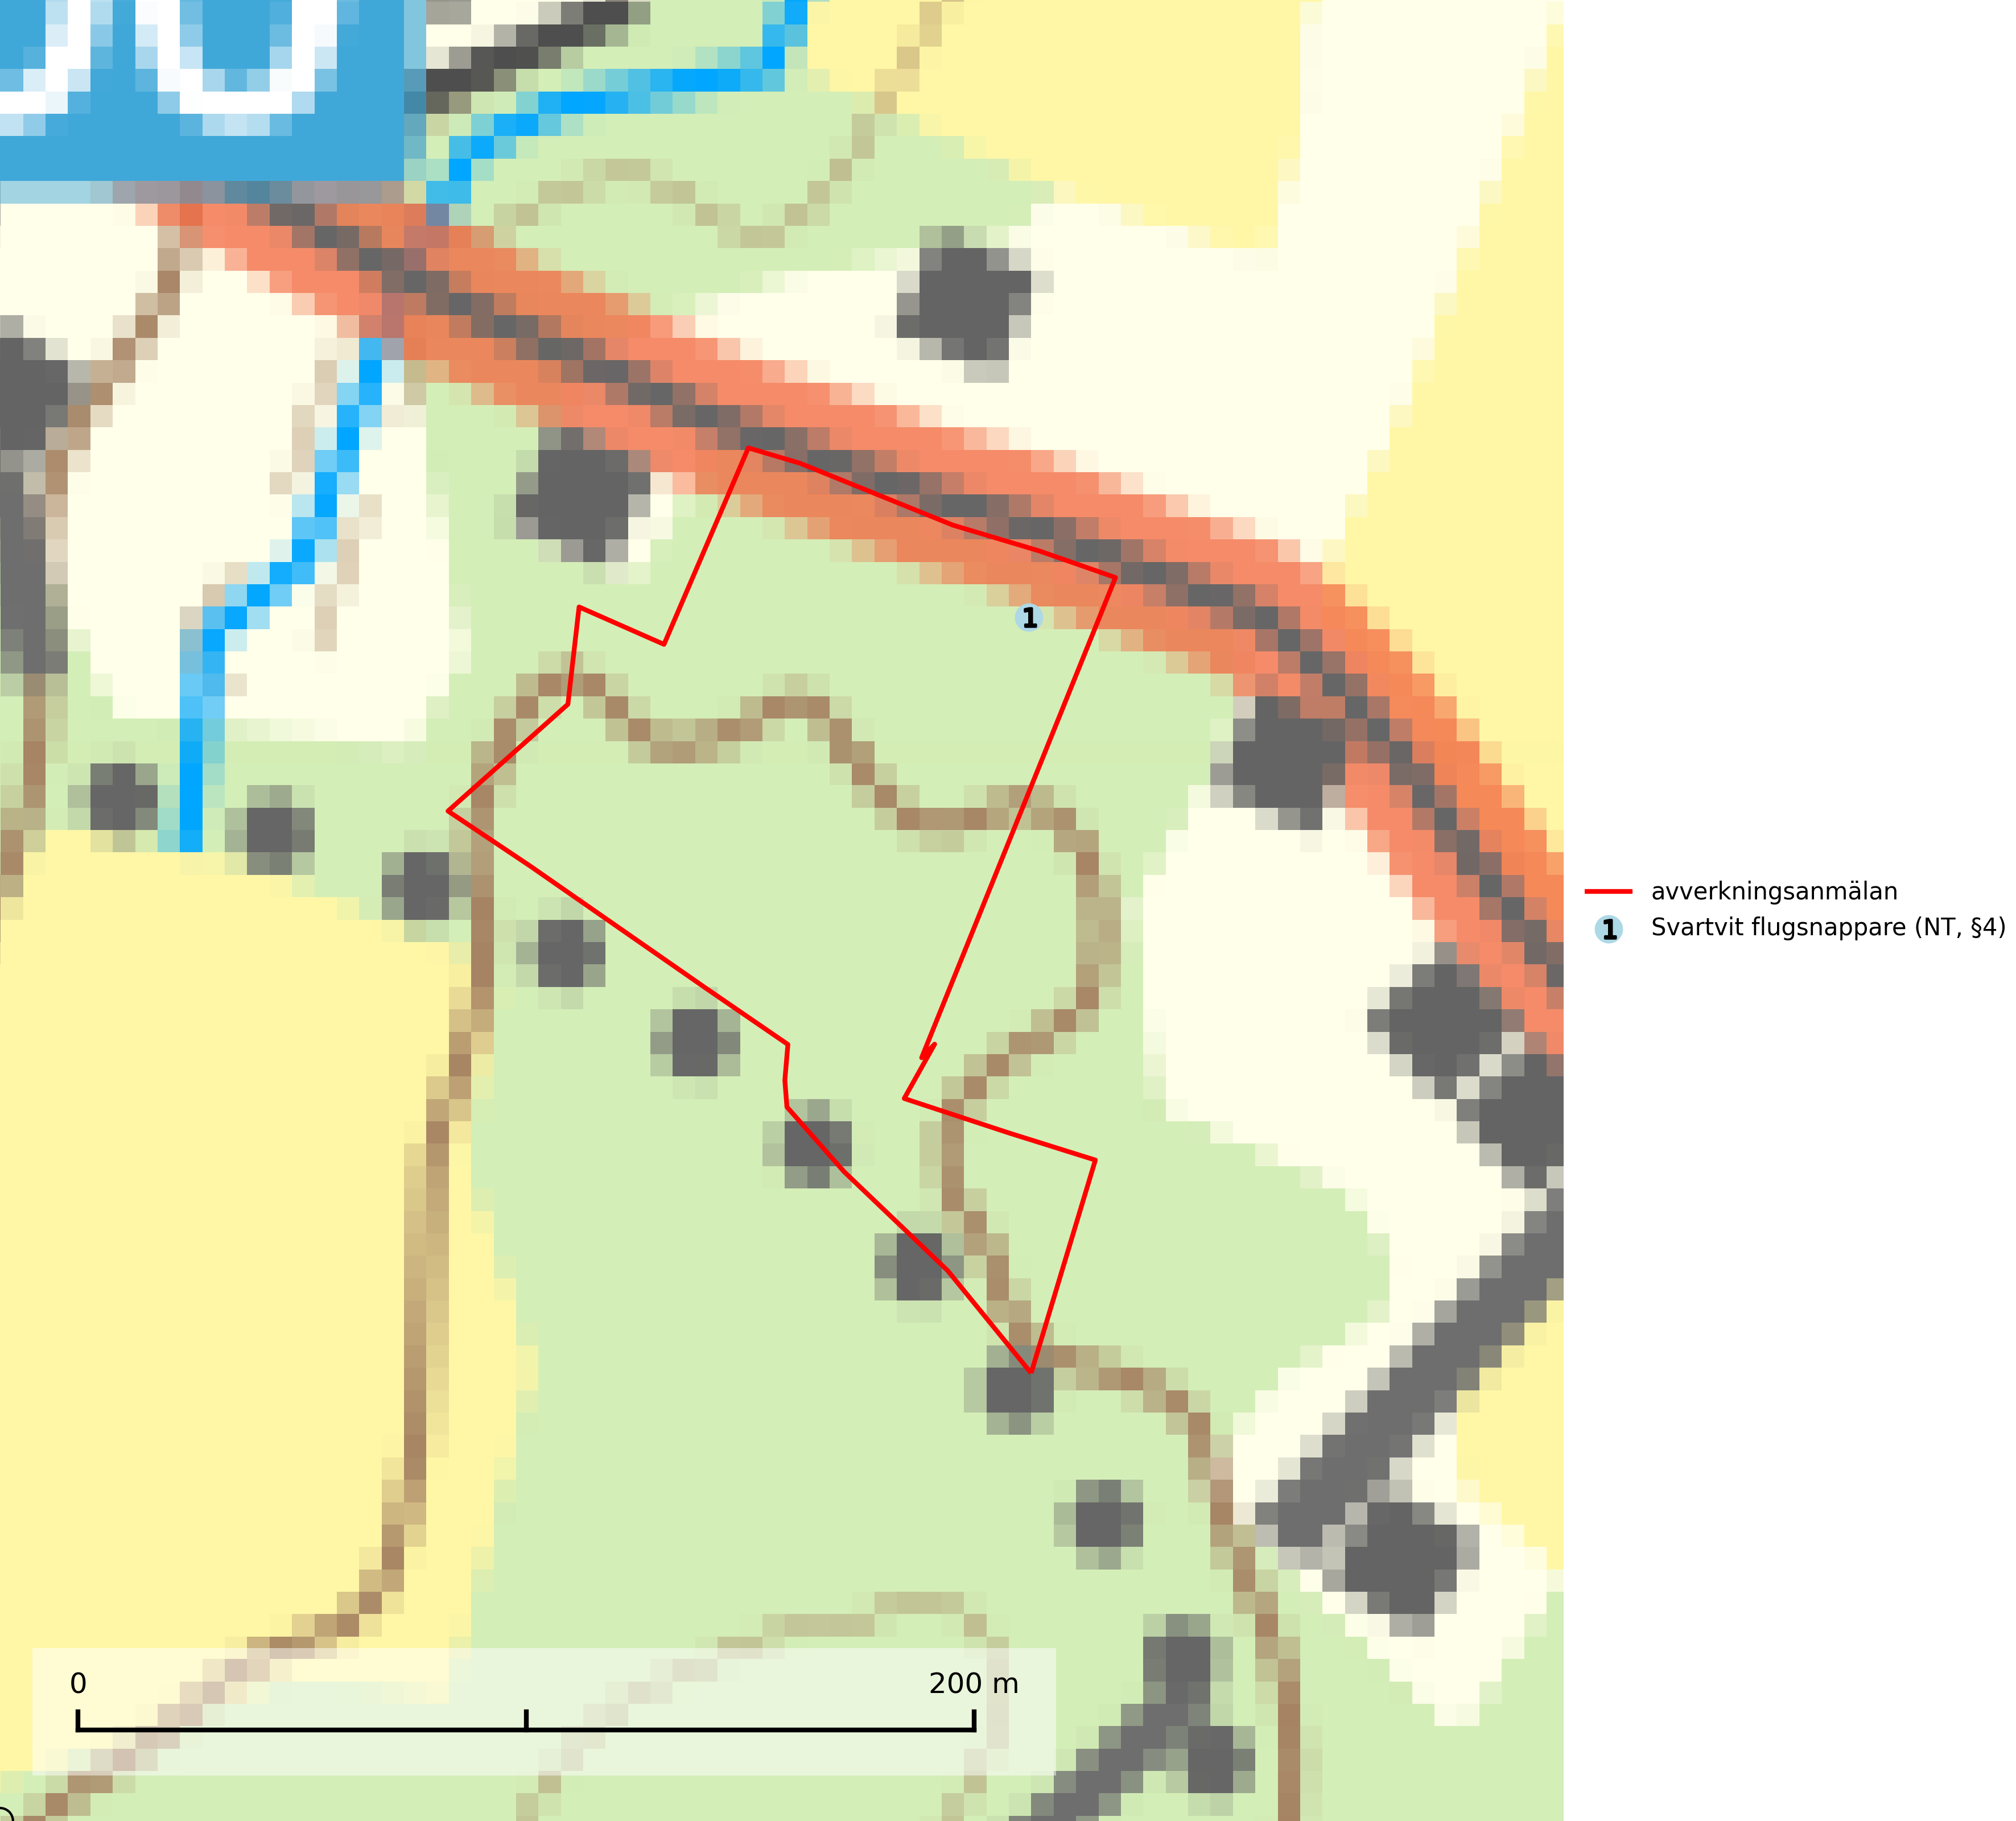 1
avverkningsanmälan
1 Svartvit flugsnappare (NT, §4)
0 200 m